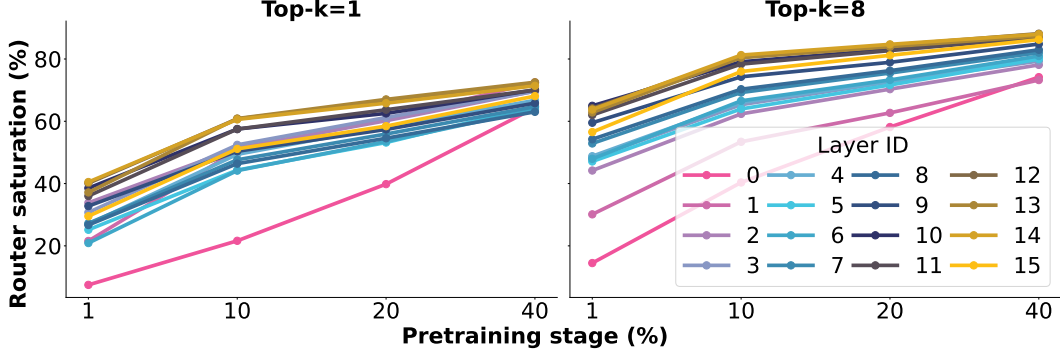 Top-k=1
Top-k=8
Router saturation (%)
80
60
40
20
1 10 20 40
1 10 20 40
Layer ID
0 4 8 12
1 5 9 13
2 6 10 14
3 7 11 15
Pretraining stage (%)